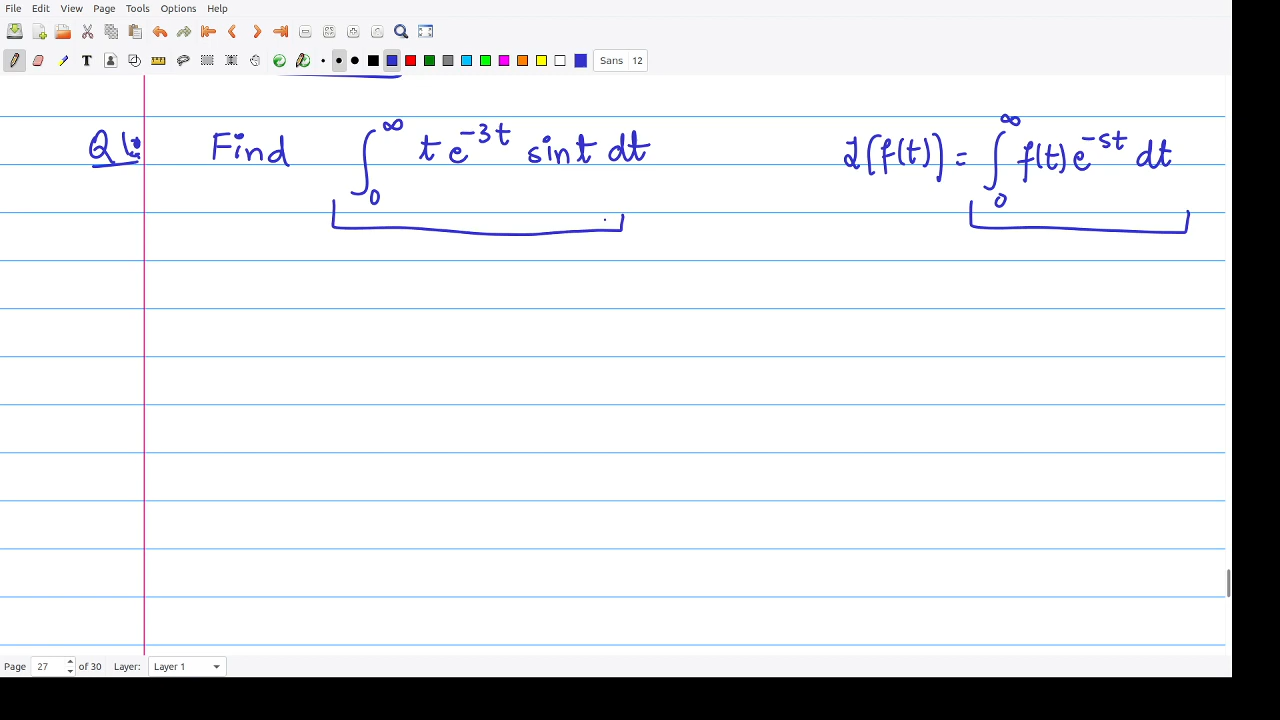 File Edit View Page Tools Options Help
Sans 12
Find ∫₀^∞ t e^{-3t} sint dt
ℒ[f(t)] = ∫₀^∞ f(t) e^{-st} dt
Page 27 of 30 Layer: Layer 1